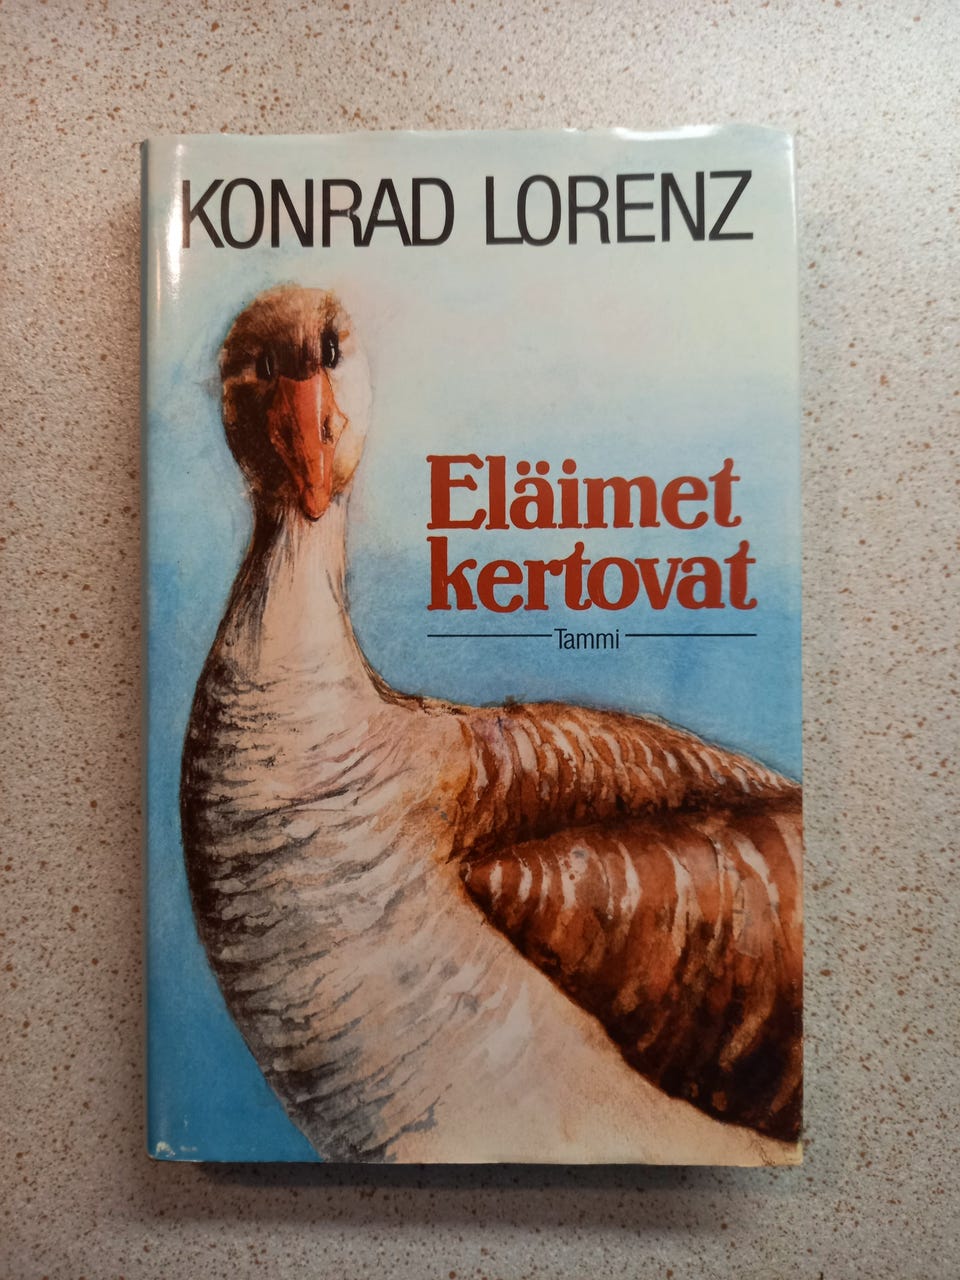 KONRAD LORENZ
Eläimet
kertovat
Tammi